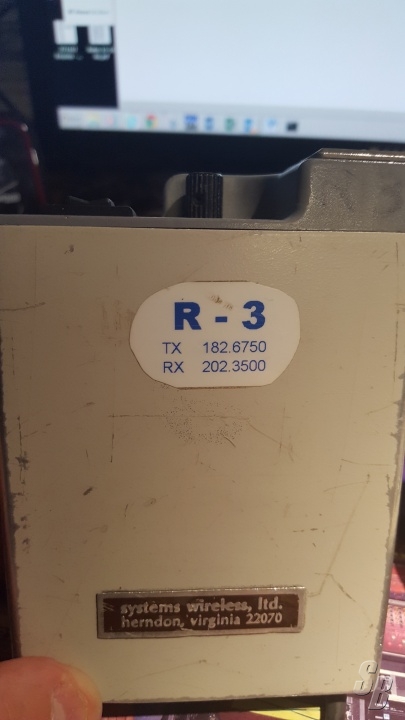 R - 3
TX 182.6750
RX 202.3500
systems wireless, ltd.
herndon, virginia 22070